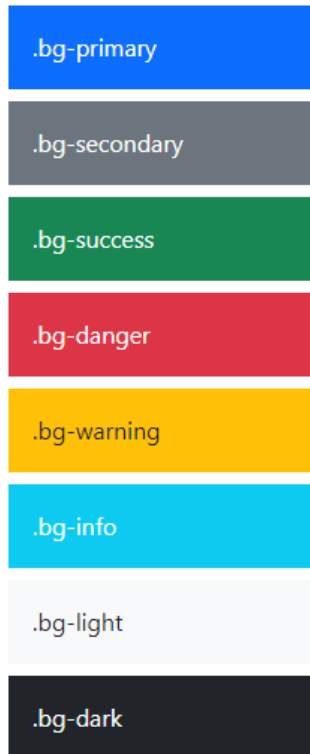 .bg-primary
.bg-secondary
.bg-success
.bg-danger
.bg-warning
.bg-info
.bg-light
.bg-dark